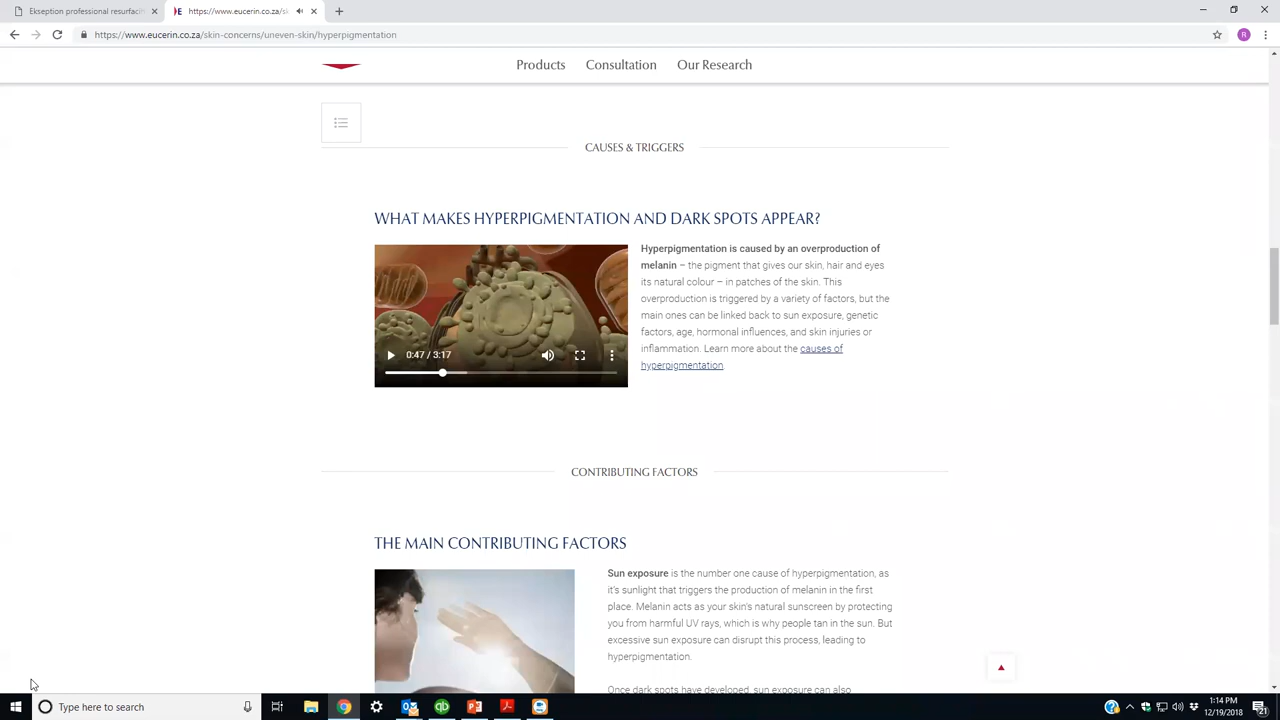 Ekseption professional resurfaci
https://www.eucerin.co.za/sk
https://www.eucerin.co.za/skin-concerns/uneven-skin/hyperpigmentation
R
Products Consultation Our Research
CAUSES & TRIGGERS
WHAT MAKES HYPERPIGMENTATION AND DARK SPOTS APPEAR?
Hyperpigmentation is caused by an overproduction of
melanin – the pigment that gives our skin, hair and eyes
its natural colour – in patches of the skin. This
overproduction is triggered by a variety of factors, but the
main ones can be linked back to sun exposure, genetic
factors, age, hormonal influences, and skin injuries or
inflammation. Learn more about the causes of
hyperpigmentation.
0:47 / 3:17
CONTRIBUTING FACTORS
THE MAIN CONTRIBUTING FACTORS
Sun exposure is the number one cause of hyperpigmentation, as
it's sunlight that triggers the production of melanin in the first
place. Melanin acts as your skin's natural sunscreen by protecting
you from harmful UV rays, which is why people tan in the sun. But
excessive sun exposure can disrupt this process, leading to
hyperpigmentation.
Once dark spots have developed, sun exposure can also
Type here to search
1:14 PM
12/19/2018
21